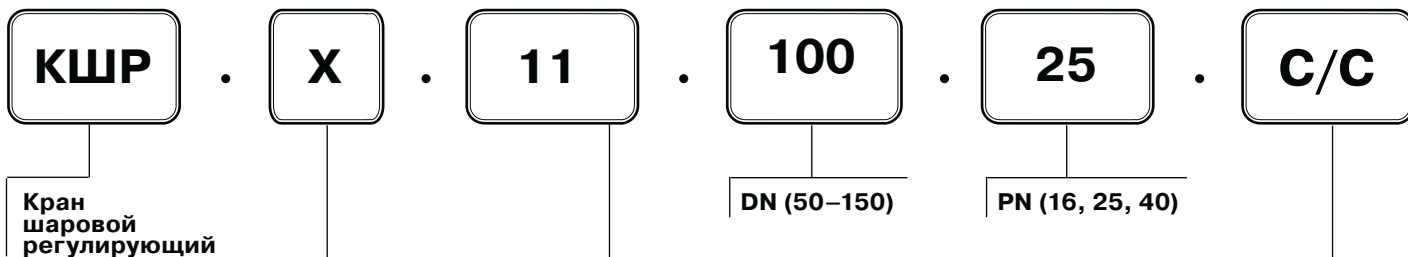 КШР . Х . 11 . 100 . 25 . С/С
Кран
шаровой
регулирующий
DN (50–150)
PN (16, 25, 40)